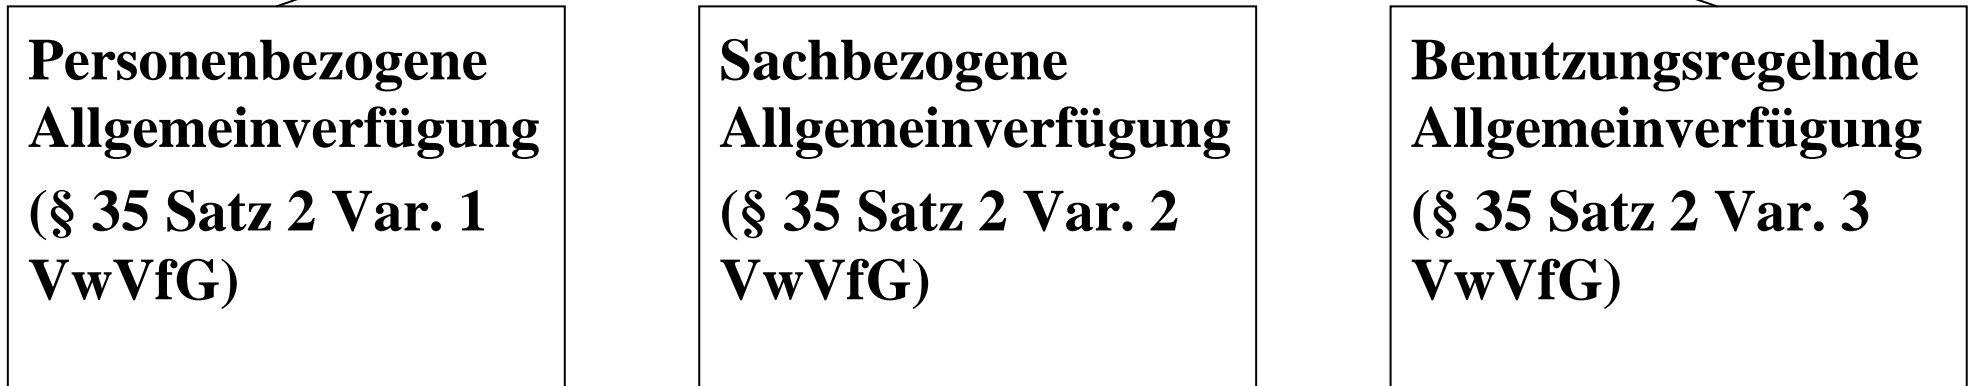 Personenbezogene
Allgemeinverfügung
(§ 35 Satz 2 Var. 1
VwVfG)
Sachbezogene
Allgemeinverfügung
(§ 35 Satz 2 Var. 2
VwVfG)
Benutzungsregelnde
Allgemeinverfügung
(§ 35 Satz 2 Var. 3
VwVfG)